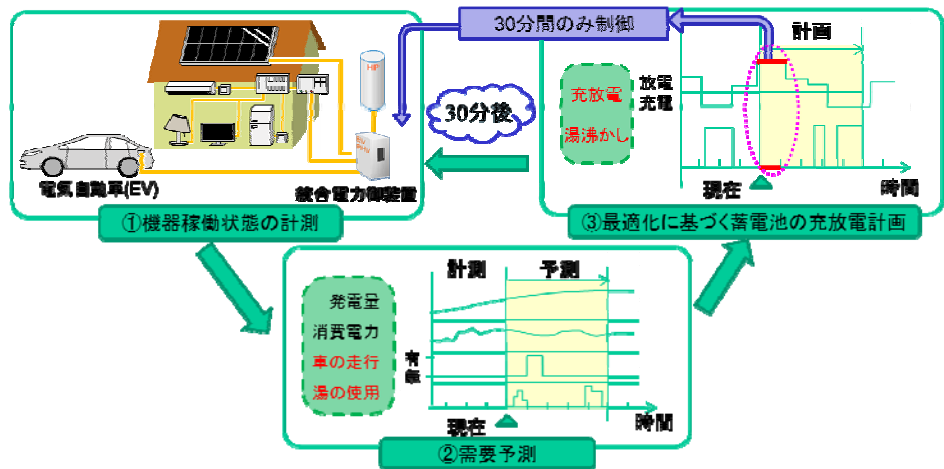 30分間のみ制御
HP
電気自動車(EV)
統合電力御装置
①機器稼働状態の計測
30分後
充放電
湯沸かし
計画
放電
充電
現在
時間
③最適化に基づく蓄電池の充放電計画
計測
予測
発電量
消費電力
車の走行
湯の使用
有
無
現在
時間
②需要予測